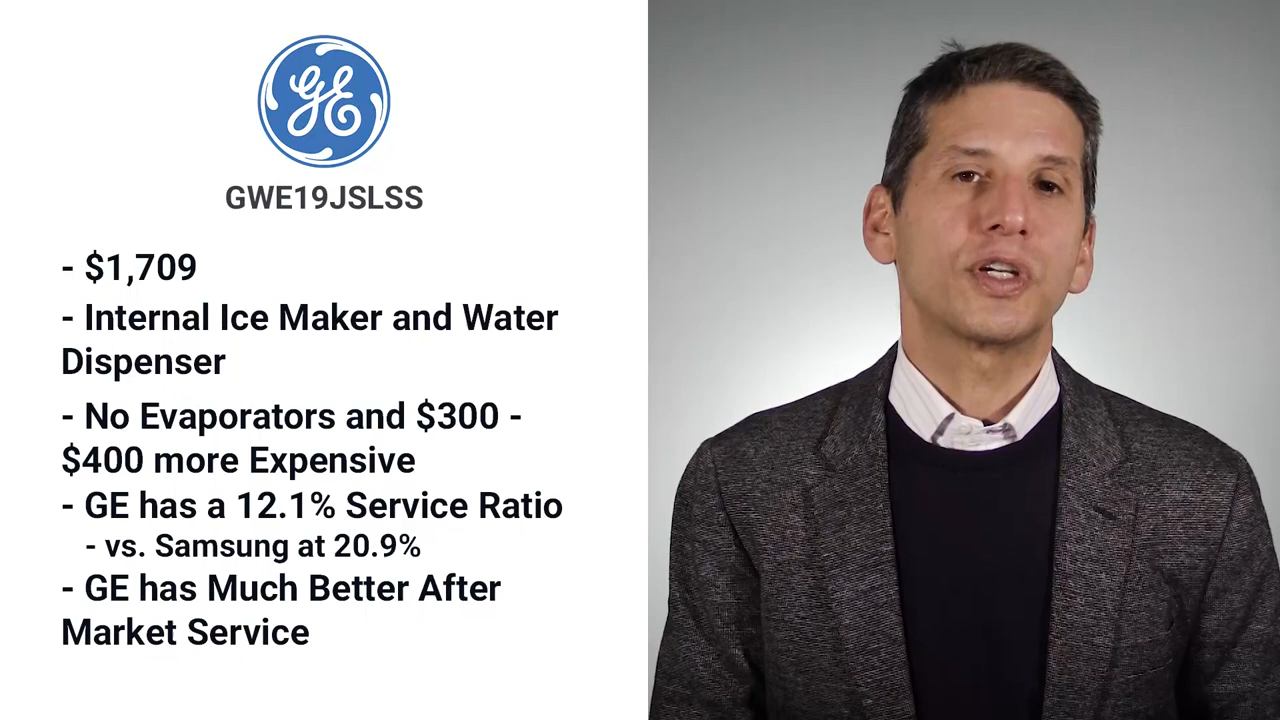 GE
GWE19JSLSS
- $1,709
- Internal Ice Maker and Water
Dispenser
- No Evaporators and $300 -
$400 more Expensive
- GE has a 12.1% Service Ratio
- vs. Samsung at 20.9%
- GE has Much Better After
Market Service